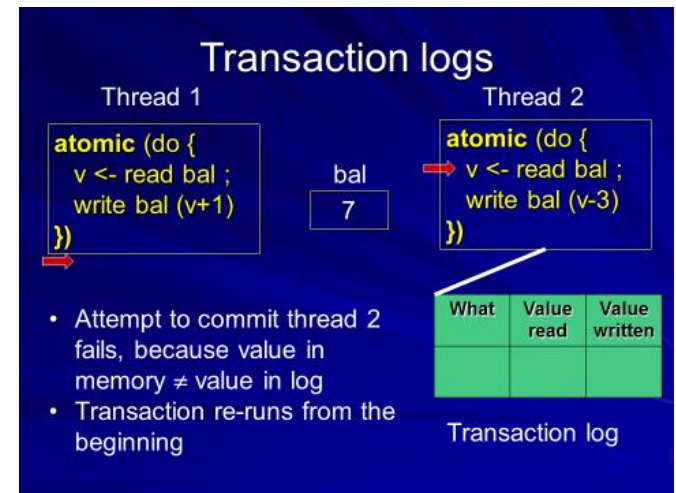 Transaction logs
Thread 1
atomic (do {
v <- read bal ;
write bal (v+1)
})
bal
7
Thread 2
atomic (do {
v <- read bal ;
write bal (v-3)
})
• Attempt to commit thread 2
fails, because value in
memory ≠ value in log
• Transaction re-runs from the
beginning
What Value Value
read written
Transaction log